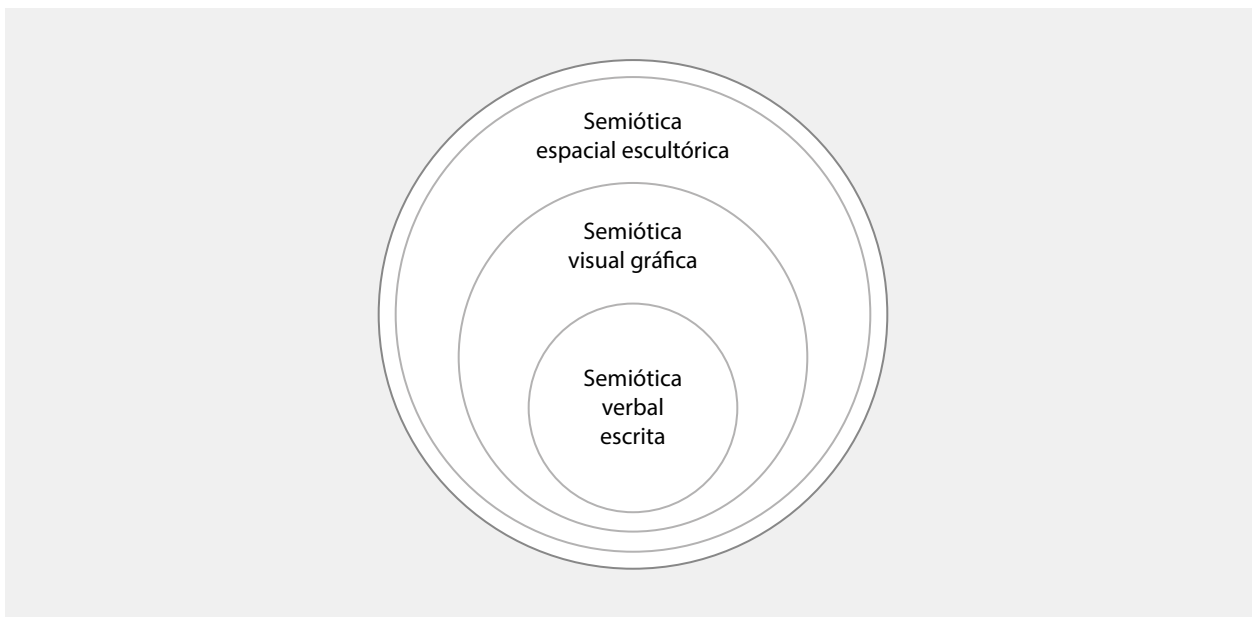 Semiótica
espacial escultórica
Semiótica
visual gráfica
Semiótica
verbal
escrita